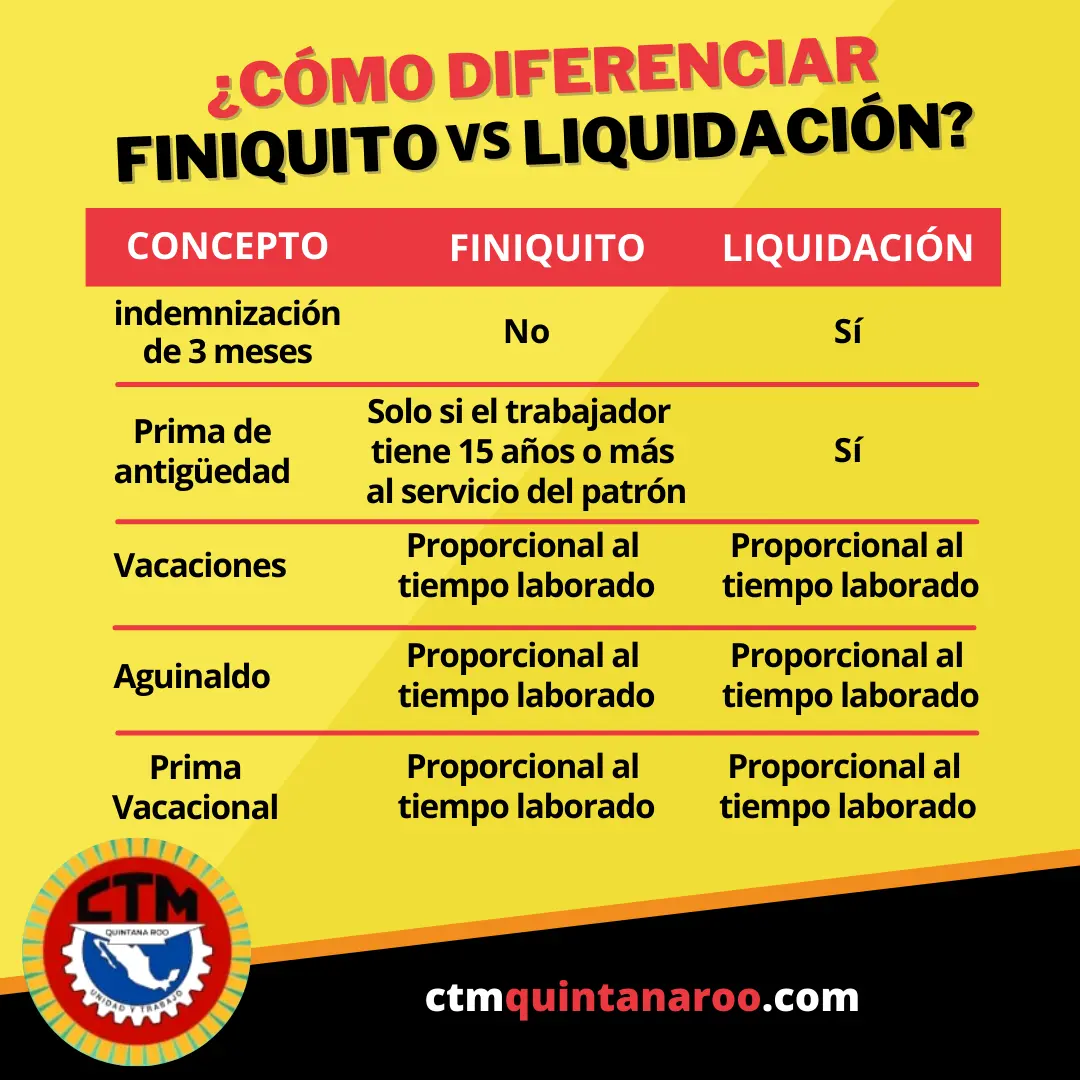 ¿CÓMO DIFERENCIAR
FINIQUITO VS LIQUIDACIÓN?
CONCEPTO FINIQUITO LIQUIDACIÓN
indemnización
de 3 meses
No
Sí
Prima de
antigüedad
Solo si el trabajador
tiene 15 años o más
al servicio del patrón
Sí
Vacaciones
Proporcional al
tiempo laborado
Proporcional al
tiempo laborado
Aguinaldo
Proporcional al
tiempo laborado
Proporcional al
tiempo laborado
Prima
Vacacional
Proporcional al
tiempo laborado
Proporcional al
tiempo laborado
CTM
QUINTANA ROO
UNIDAD Y TRABAJO
ctmquintanaroo.com